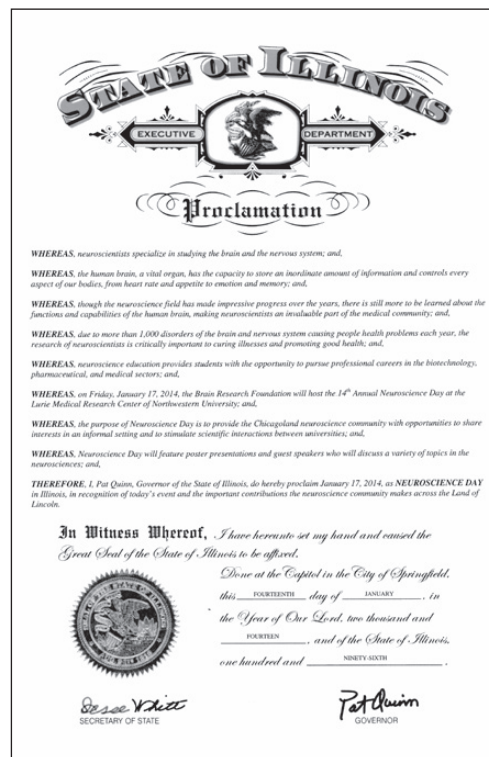 STATE OF ILLINOIS
EXECUTIVE DEPARTMENT
Proclamation
WHEREAS, neuroscientists specialize in studying the brain and the nervous system; and,
WHEREAS, the human brain, a vital organ, has the capacity to store an inordinate amount of information and controls every
aspect of our bodies, from heart rate and appetite to emotion and memory; and,
WHEREAS, though the neuroscience field has made impressive progress over the years, there is still more to be learned about the
functions and capabilities of the human brain, making neuroscientists an invaluable part of the medical community; and,
WHEREAS, due to more than 1,000 disorders of the brain and nervous system causing people health problems each year, the
research of neuroscientists is critically important to curing illnesses and promoting good health; and,
WHEREAS, neuroscience education provides students with the opportunity to pursue professional careers in the biotechnology,
pharmaceutical, and medical sectors; and,
WHEREAS, on Friday, January 17, 2014, the Brain Research Foundation will host the 14th Annual Neuroscience Day at the
Lurie Medical Research Center of Northwestern University; and,
WHEREAS, the purpose of Neuroscience Day is to provide the Chicagoland neuroscience community with opportunities to share
interests in an informal setting and to stimulate scientific interactions between universities; and,
WHEREAS, Neuroscience Day will feature poster presentations and guest speakers who will discuss a variety of topics in the
neurosciences; and,
THEREFORE, I, Pat Quinn, Governor of the State of Illinois, do hereby proclaim January 17, 2014, as NEUROSCIENCE DAY
in Illinois, in recognition of today's event and the important contributions the neuroscience community makes across the Land of
Lincoln.
In Witness Whereof, I have hereunto set my hand and caused the
Great Seal of the State of Illinois to be affixed.
Done at the Capitol in the City of Springfield,
this FOURTEENTH day of JANUARY, in
the Year of Our Lord, two thousand and
FOURTEEN, and of the State of Illinois,
one hundred and NINETY-SIXTH.
Jesse White
SECRETARY OF STATE
Pat Quinn
GOVERNOR